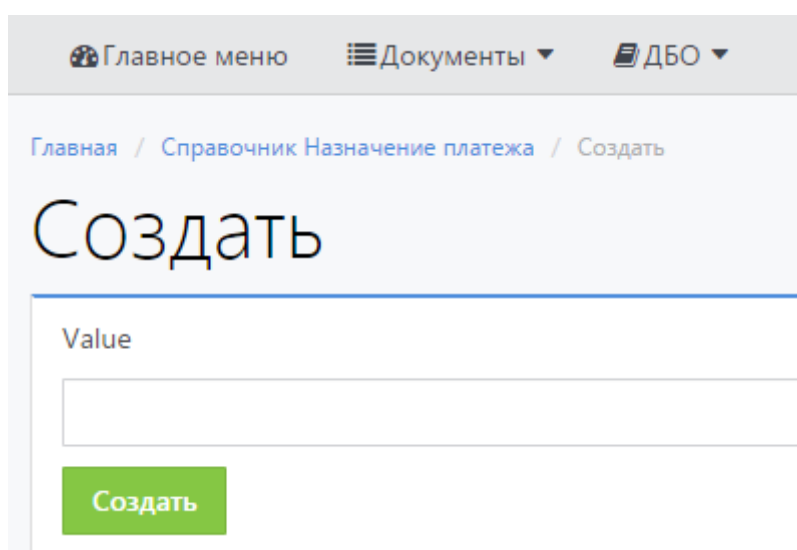 Главное меню Документы ДБО
Главная / Справочник Назначение платежа / Создать
Создать
Value
Создать